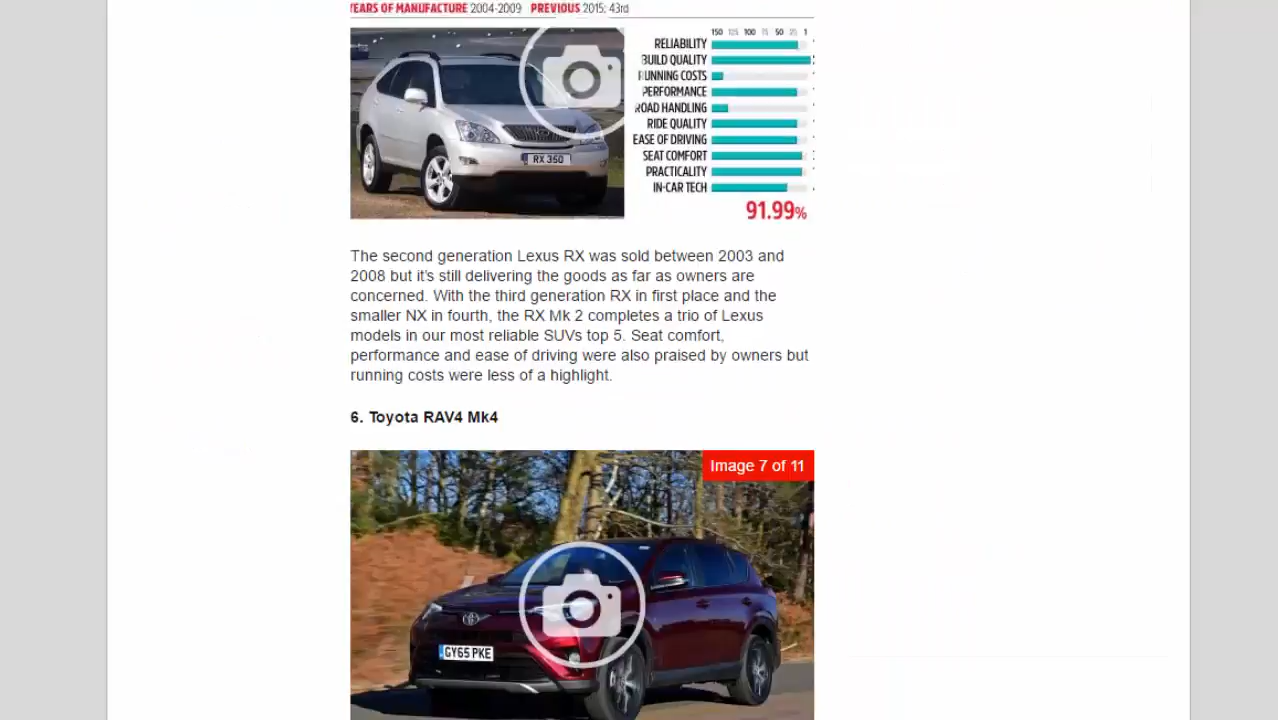 YEARS OF MANUFACTURE 2004-2009 PREVIOUS 2015: 43rd
150 125 100 75 50 25 1
RELIABILITY
BUILD QUALITY
RUNNING COSTS
PERFORMANCE
ROAD HANDLING
RIDE QUALITY
EASE OF DRIVING
SEAT COMFORT
PRACTICALITY
IN-CAR TECH
RX 350
91.99%
The second generation Lexus RX was sold between 2003 and
2008 but it's still delivering the goods as far as owners are
concerned. With the third generation RX in first place and the
smaller NX in fourth, the RX Mk 2 completes a trio of Lexus
models in our most reliable SUVs top 5. Seat comfort,
performance and ease of driving were also praised by owners but
running costs were less of a highlight.
6. Toyota RAV4 Mk4
Image 7 of 11
GY65 PKE